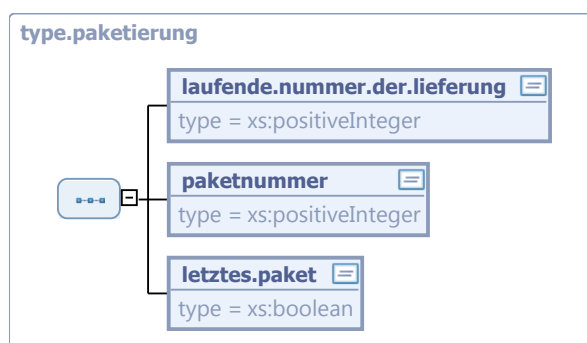 type.paketierung
laufende.nummer.der.lieferung
type = xs:positiveInteger
paketnummer
type = xs:positiveInteger
letztes.paket
type = xs:boolean